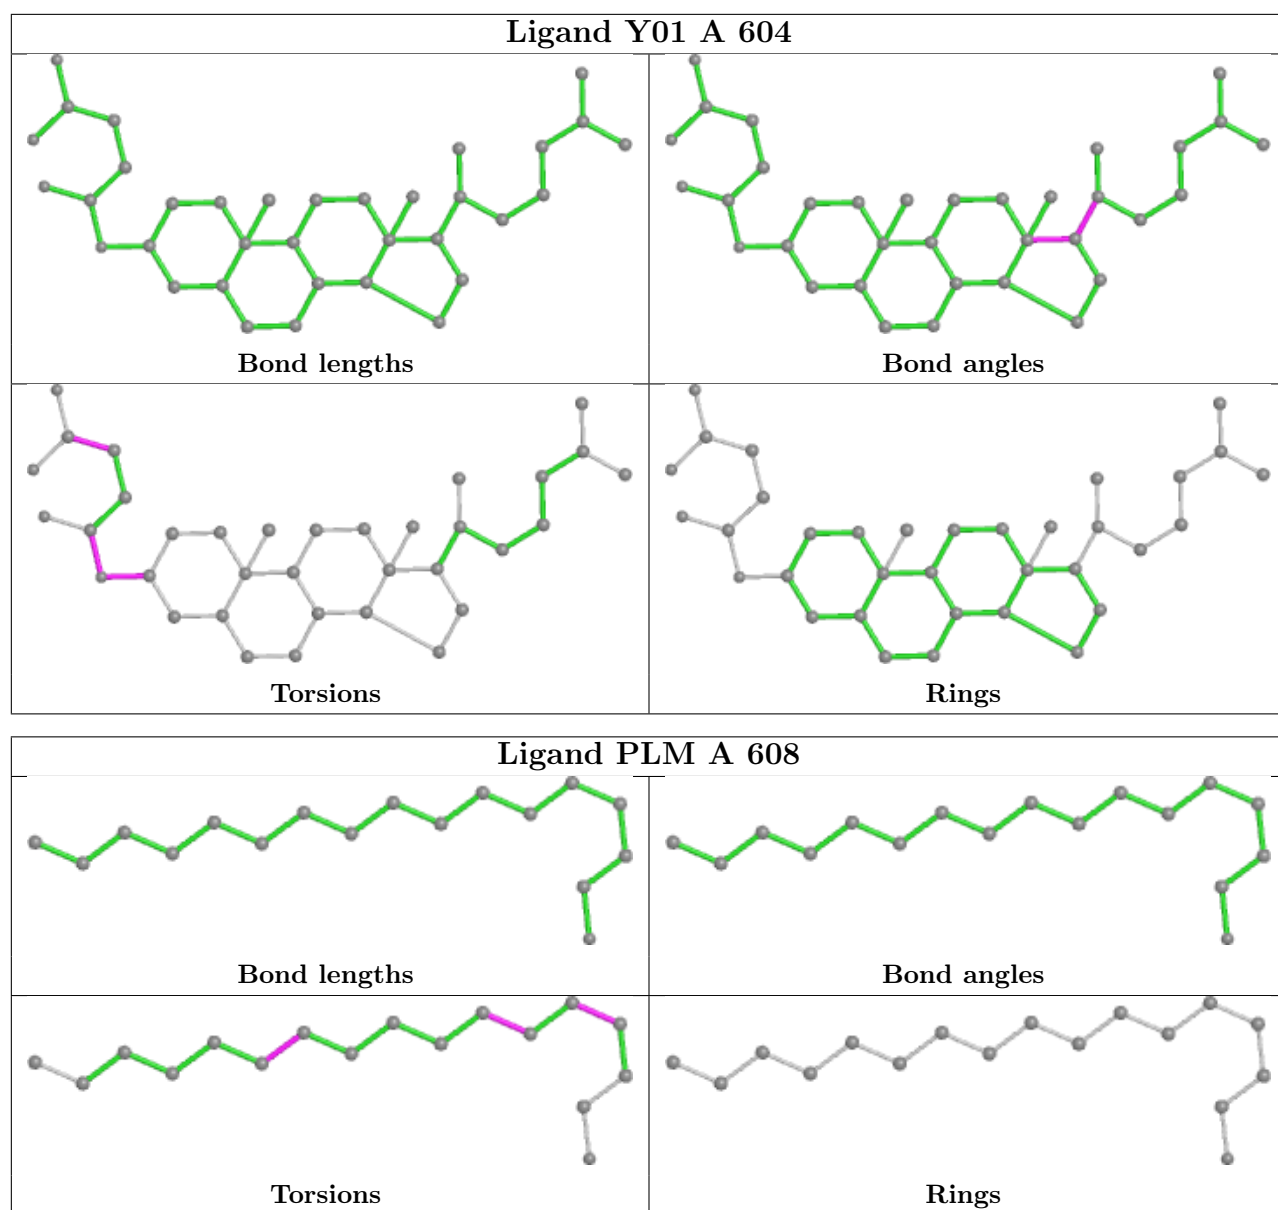 Ligand Y01 A 604
Bond lengths
Bond angles
Torsions
Rings
Ligand PLM A 608
Bond lengths
Bond angles
Torsions
Rings